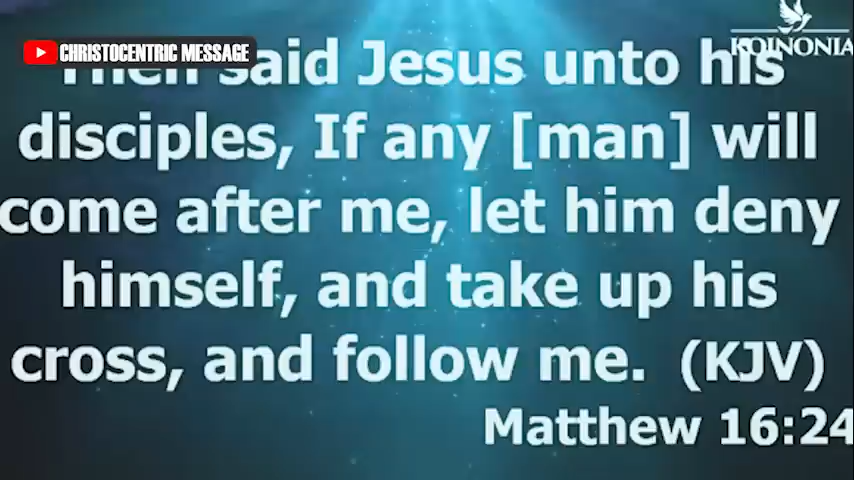 CHRISTOCENTRIC MESSAGE
KOINONIA
Then said Jesus unto his
disciples, If any [man] will
come after me, let him deny
himself, and take up his
cross, and follow me. (KJV)
Matthew 16:24